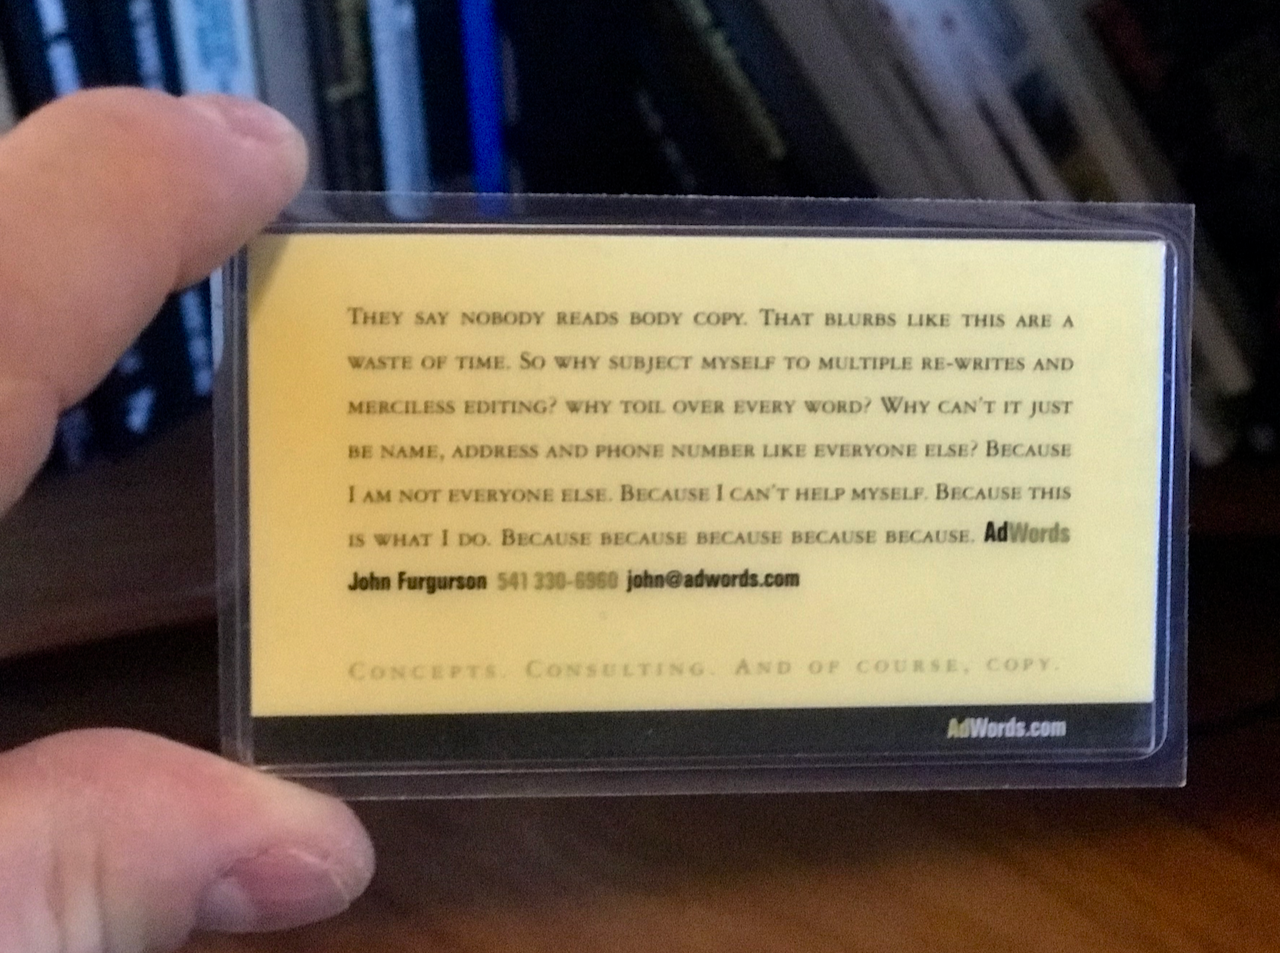 They say nobody reads body copy. That blurbs like this are a
waste of time. So why subject myself to multiple re-writes and
merciless editing? why toil over every word? Why can't it just
be name, address and phone number like everyone else? Because
I am not everyone else. Because I can't help myself. Because this
is what I do. Because because because because because. AdWords
John Furgurson 541 330-6960 john@adwords.com
Concepts. Consulting. And of course, copy.
AdWords.com